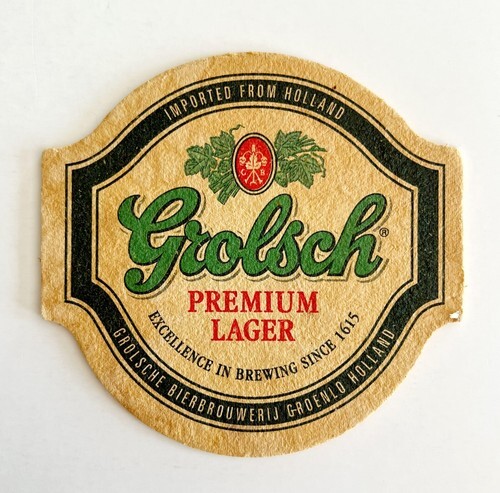 IMPORTED FROM HOLLAND
G B
Grolsch®
PREMIUM
LAGER
EXCELLENCE IN BREWING SINCE 1615
GROLSCHE BIERBROUWERIJ GROENLO HOLLAND